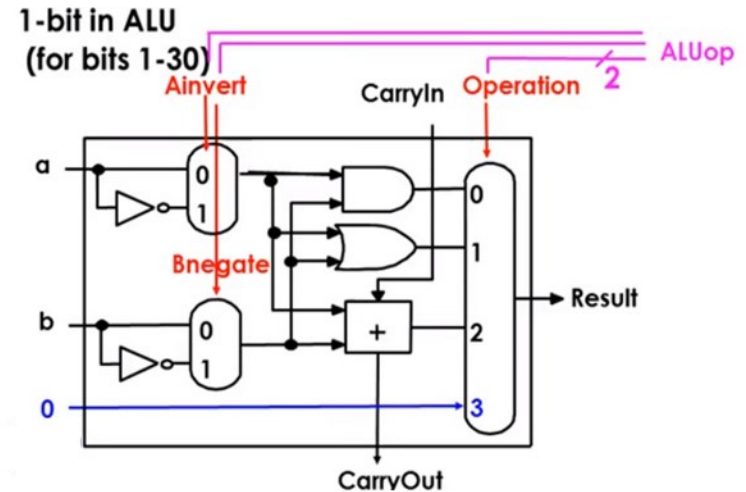 1-bit in ALU
(for bits 1-30)
ALUop
2
Ainvert
CarryIn
Operation
a
0
1
0
1
Bnegate
b
0
1
+
2
Result
0
3
CarryOut